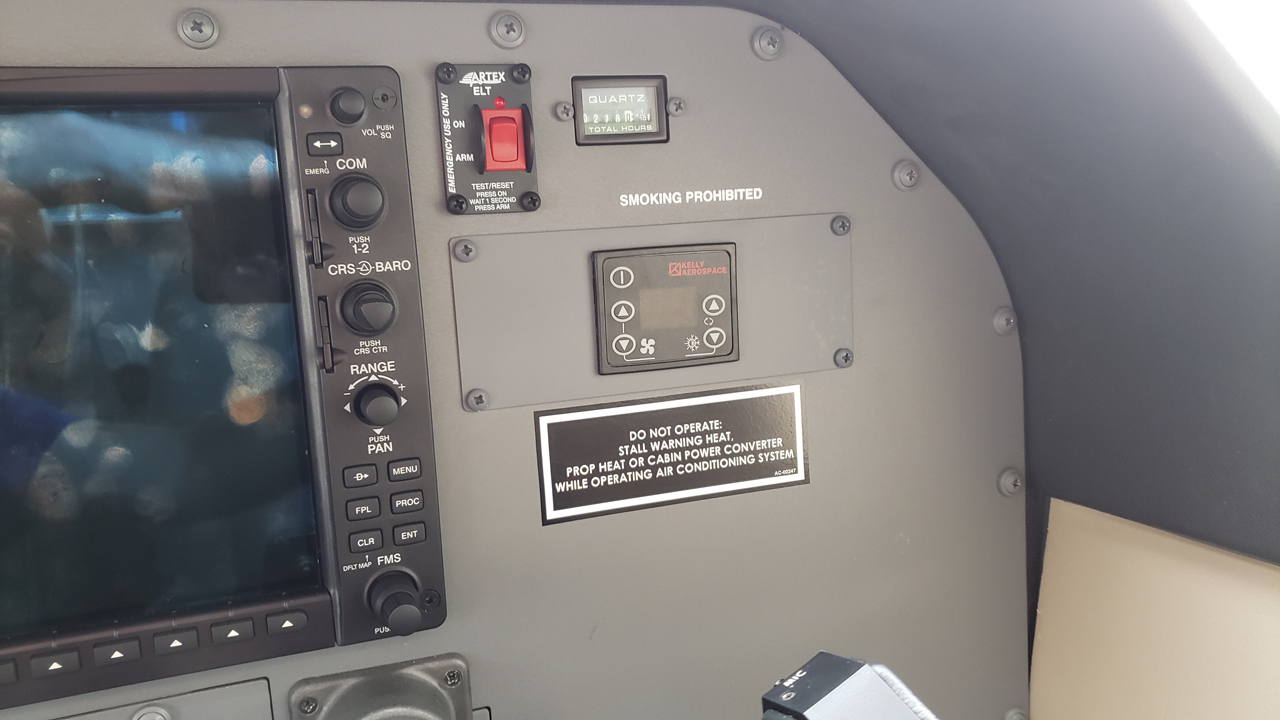 VOL PUSH
SQ
EMERG
COM
PUSH
1-2
CRS BARO
PUSH
CRS CTR
RANGE
- +
PUSH
PAN
D MENU
FPL PROC
CLR ENT
DFLT MAP
FMS
ARTEX
ELT
EMERGENCY USE ONLY
ON
ARM
TEST/RESET
PRESS ON
WAIT 1 SECOND
PRESS ARM
QUARTZ
TOTAL HOURS
SMOKING PROHIBITED
KELLY
AEROSPACE
DO NOT OPERATE:
STALL WARNING HEAT,
PROP HEAT OR CABIN POWER CONVERTER
WHILE OPERATING AIR CONDITIONING SYSTEM
AC-00247